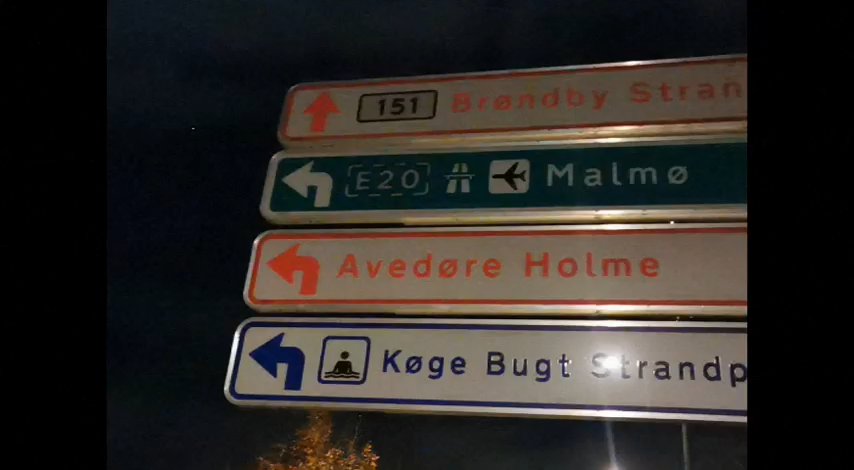 151 Brøndby Stran
E20 Malmø
Avedøre Holme
Køge Bugt Strandp